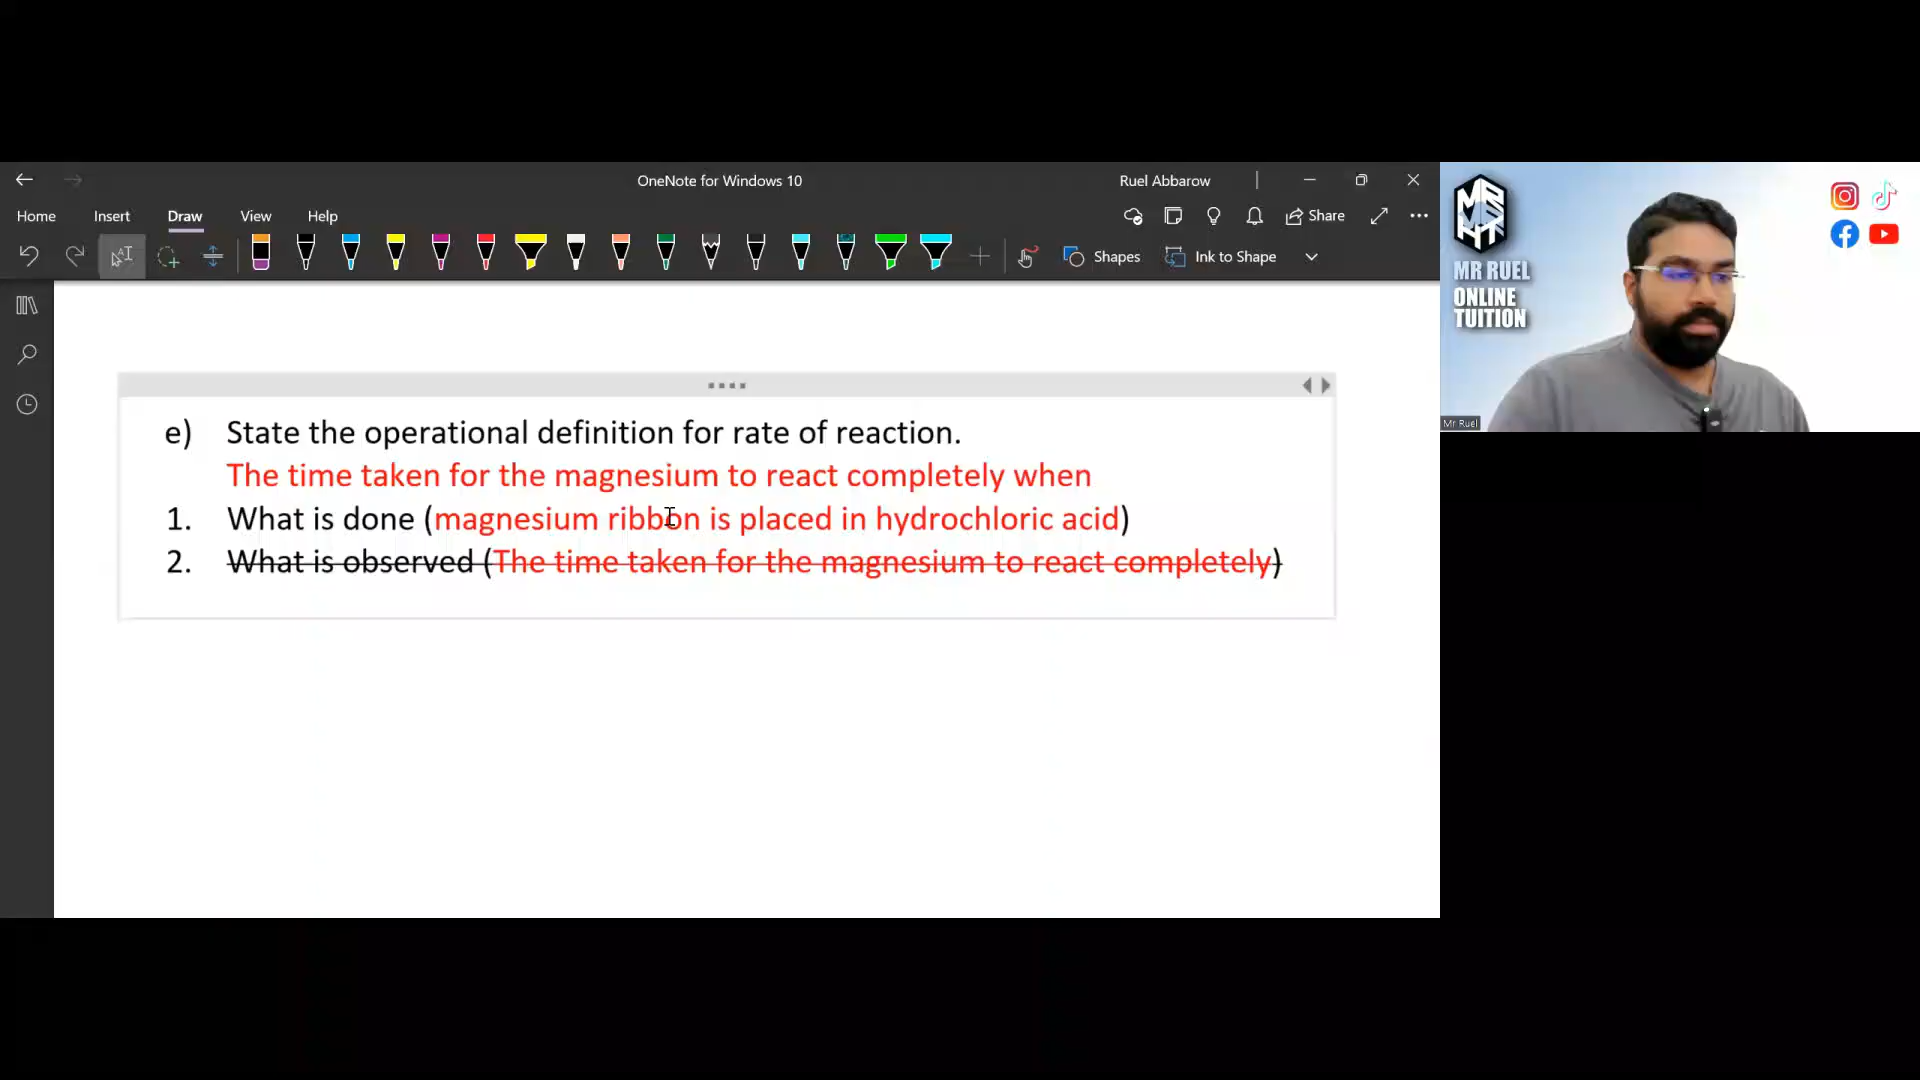 OneNote for Windows 10
Ruel Abbarow
Home
Insert
Draw
View
Help
Share
Shapes
Ink to Shape
e) State the operational definition for rate of reaction.
The time taken for the magnesium to react completely when
1. What is done (magnesium ribbon is placed in hydrochloric acid)
2. What is observed (The time taken for the magnesium to react completely)
MR RUEL
ONLINE
TUITION
Mr Ruel